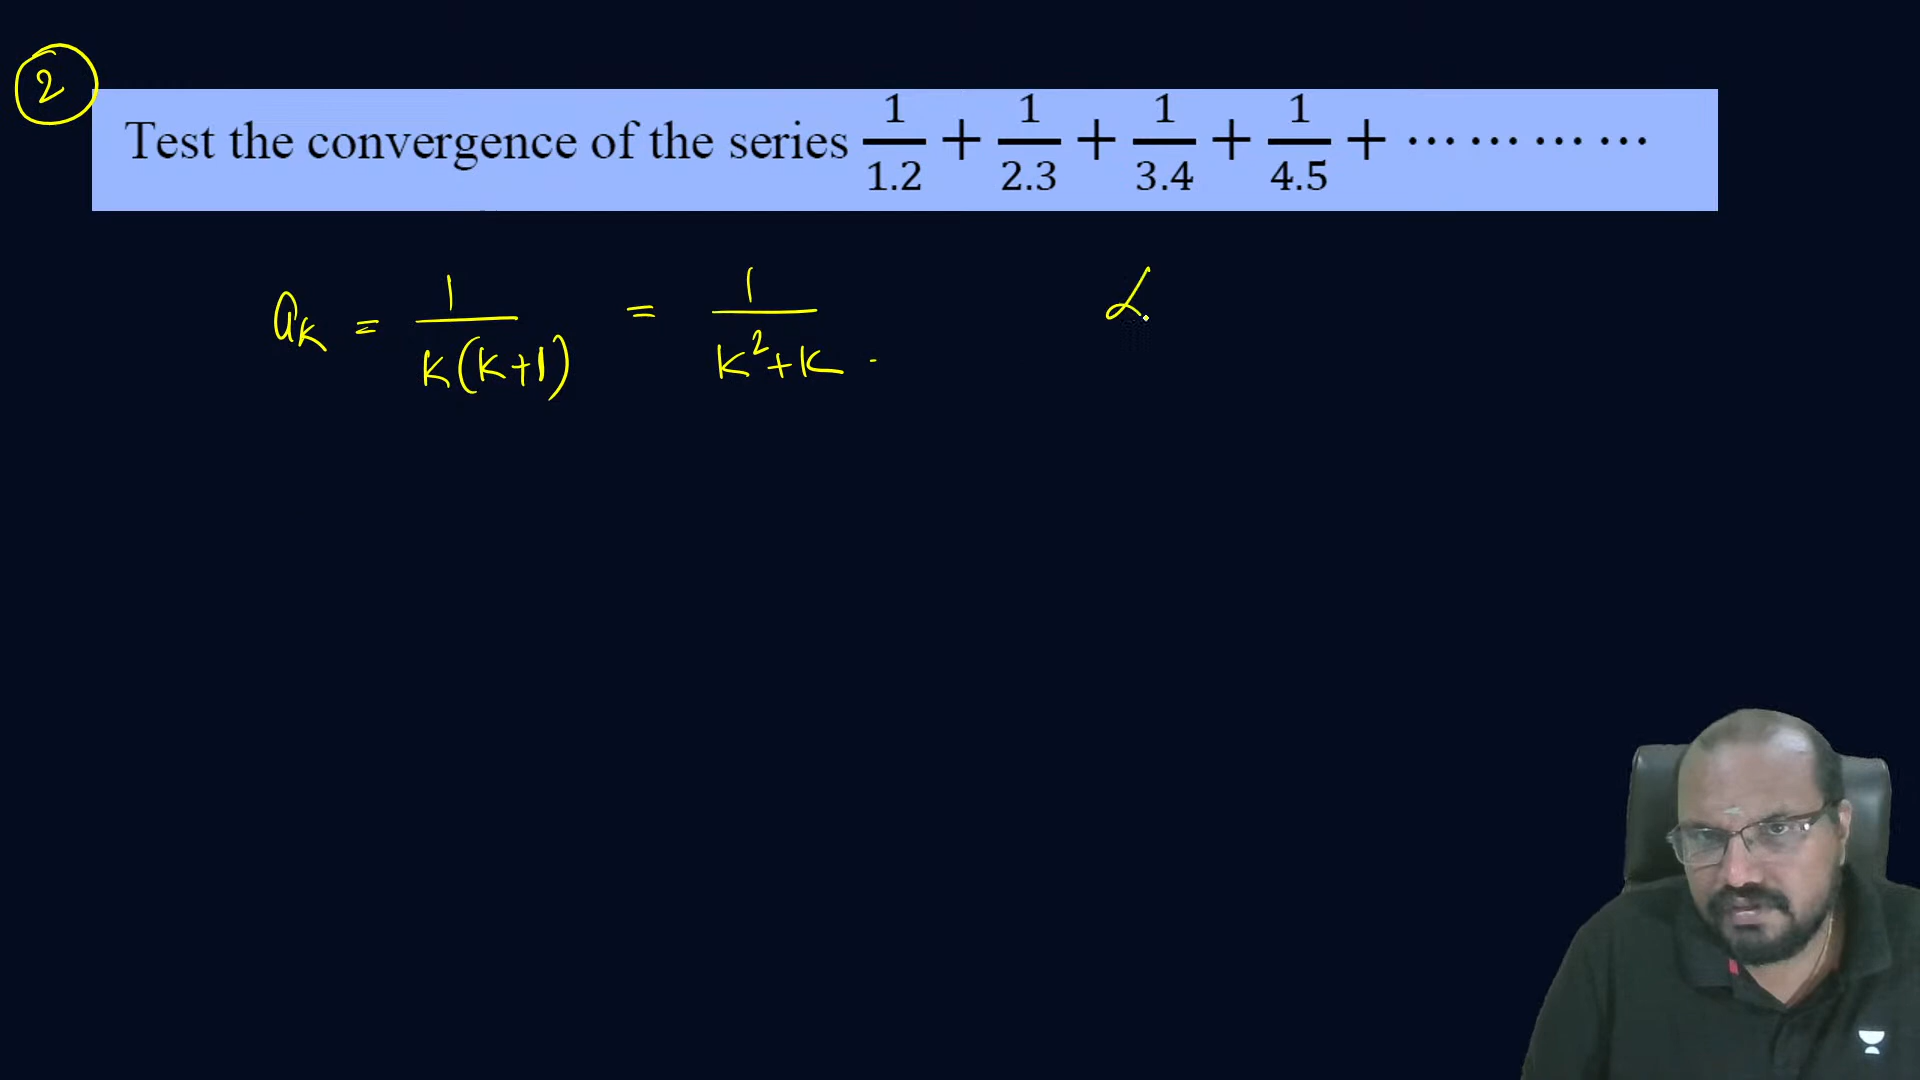 2
Test the convergence of the series 1/1.2 + 1/2.3 + 1/3.4 + 1/4.5 + ⋯⋯⋯⋯
aₖ = 1/k(k+1) = 1/k²+k .